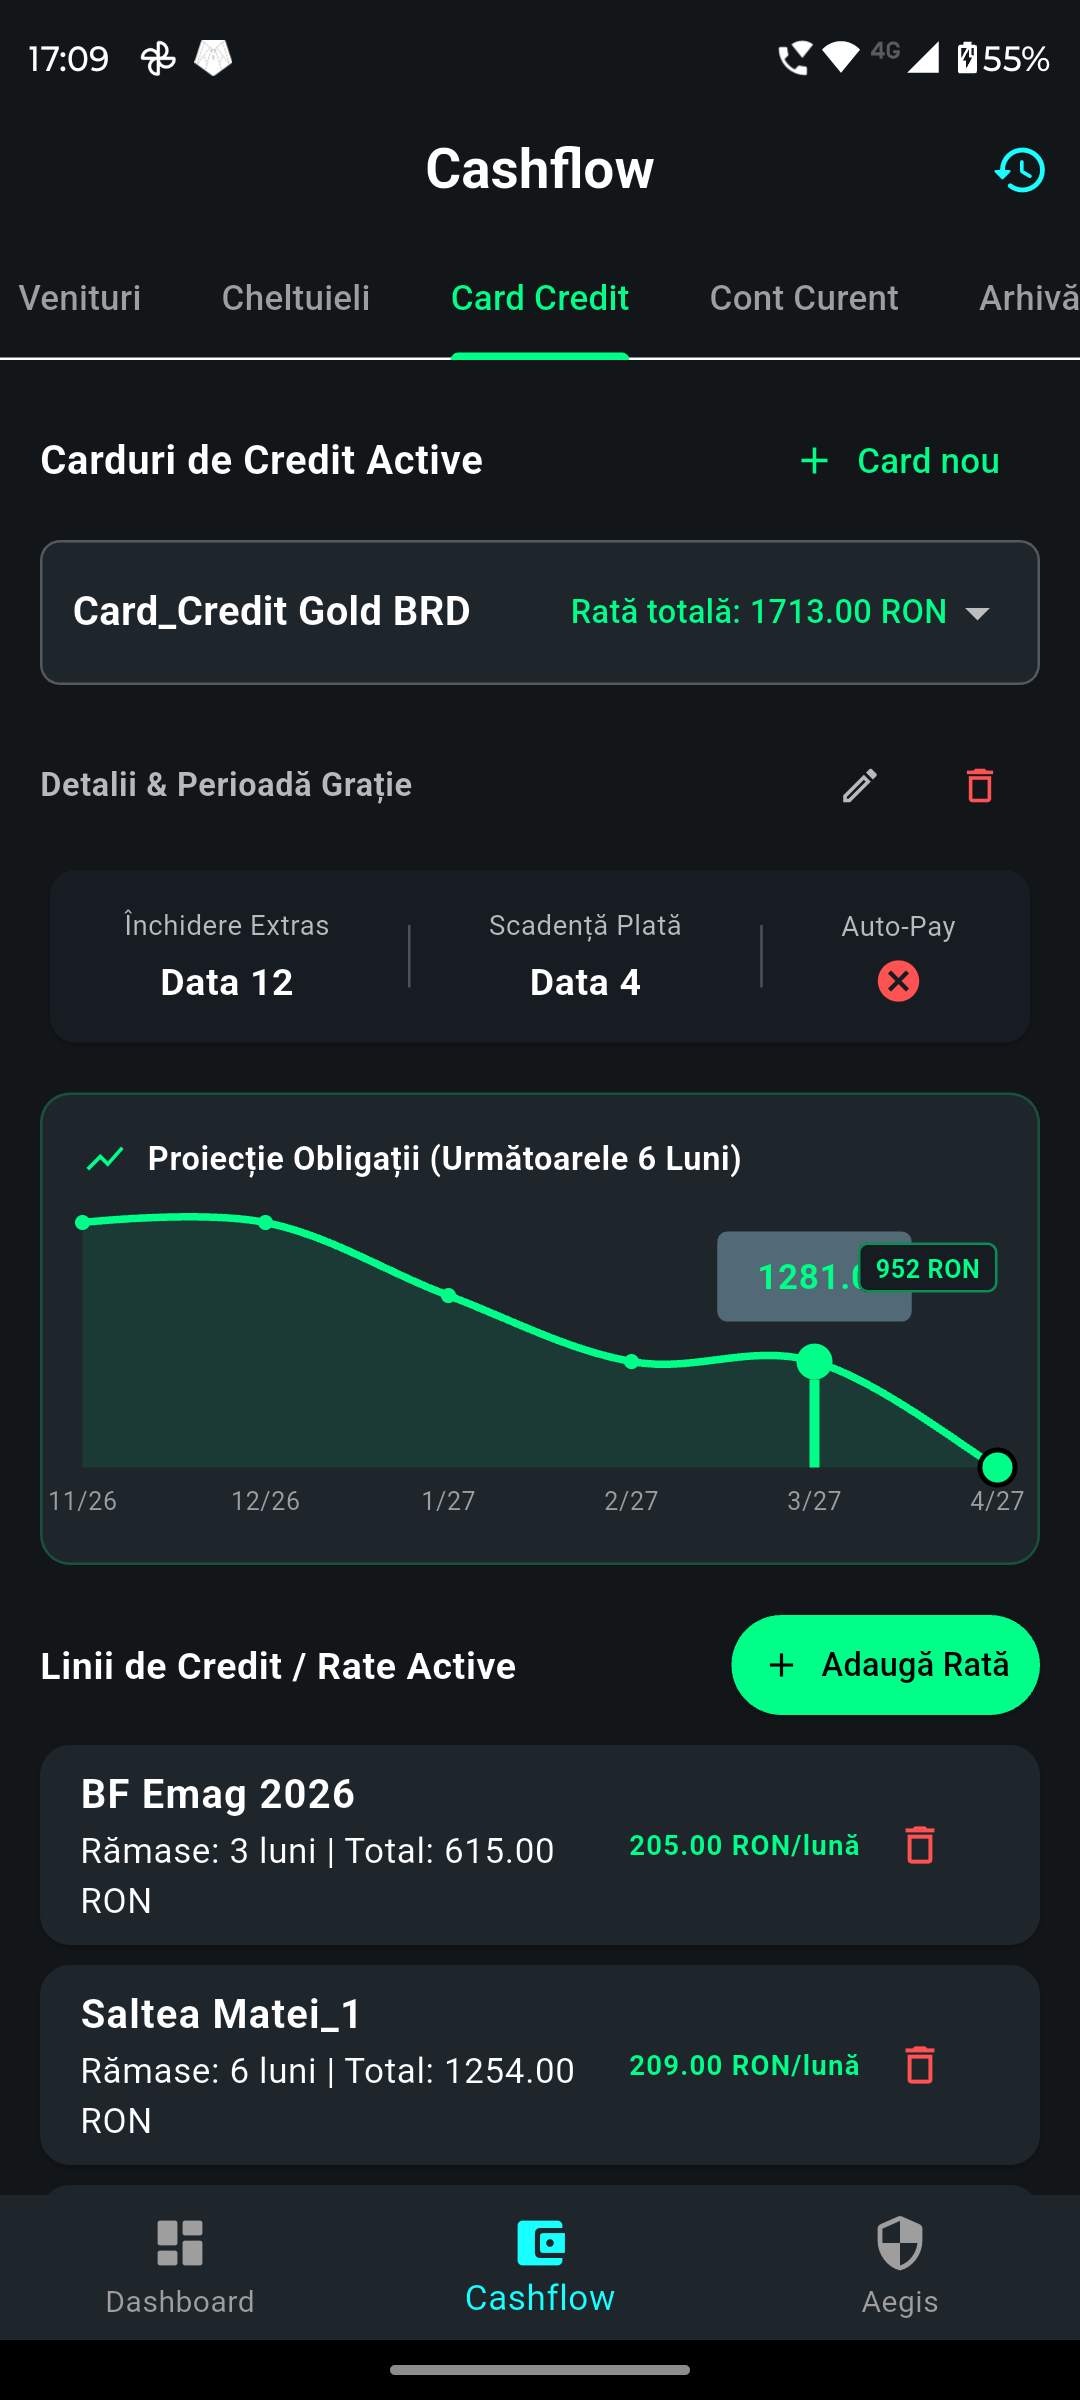 17:09
4G
55%
Cashflow
Venituri
Cheltuieli
Card Credit
Cont Curent
Arhivă
Carduri de Credit Active
+ Card nou
Card_Credit Gold BRD
Rată totală: 1713.00 RON
Detalii & Perioadă Grație
Închidere Extras
Scadență Plată
Auto-Pay
Data 12
Data 4
Proiecție Obligații (Următoarele 6 Luni)
1281.
952 RON
11/26
12/26
1/27
2/27
3/27
4/27
Linii de Credit / Rate Active
+ Adaugă Rată
BF Emag 2026
Rămase: 3 luni | Total: 615.00
RON
205.00 RON/lună
Saltea Matei_1
Rămase: 6 luni | Total: 1254.00
RON
209.00 RON/lună
Dashboard
Cashflow
Aegis